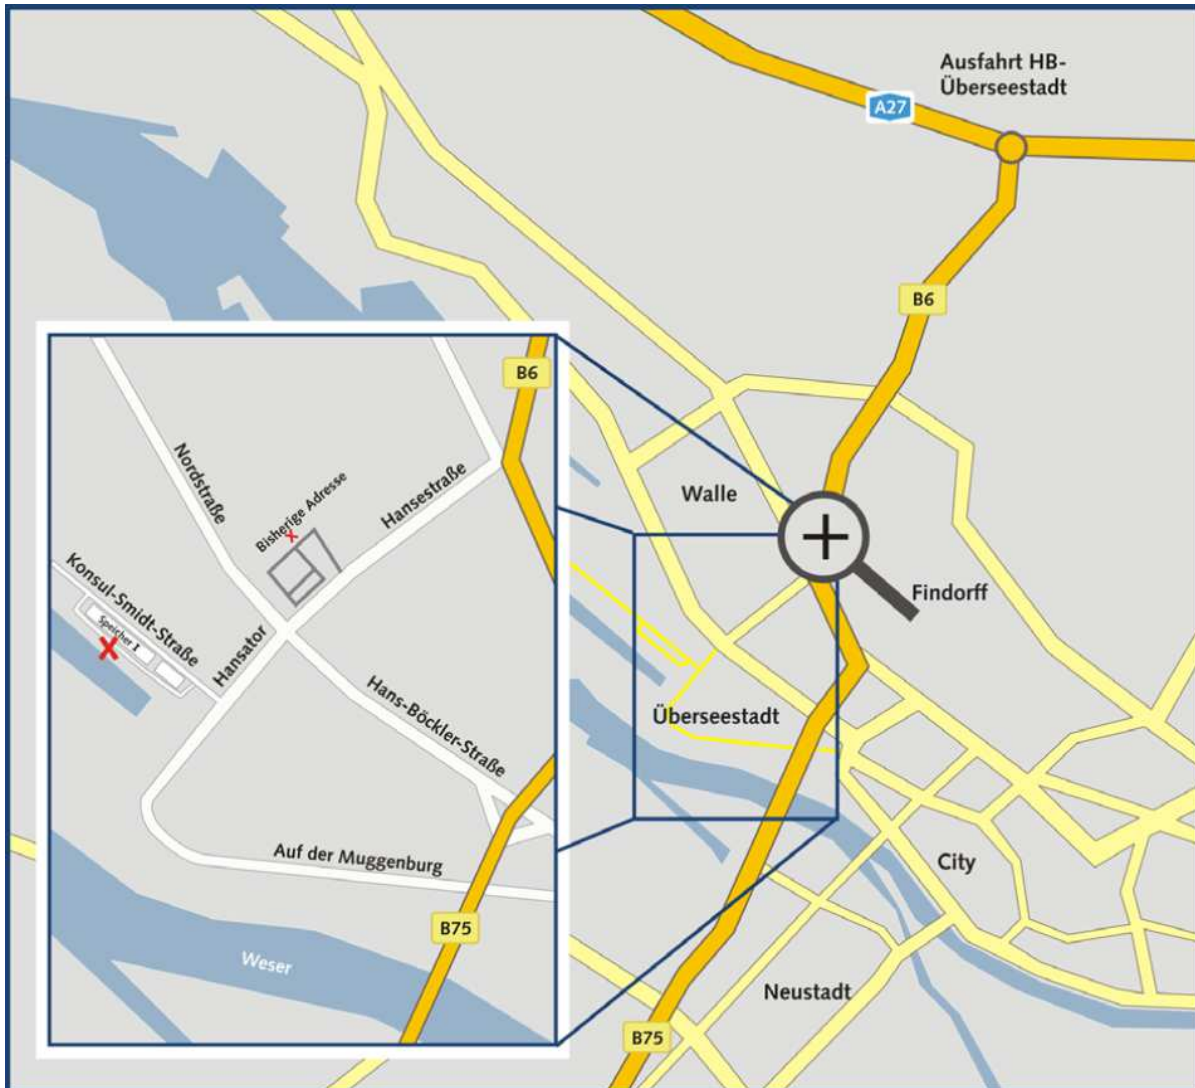 Ausfahrt HB-
Überseestadt
A27
B6
B6
Nordstraße
Bisherige Adresse
Hansestraße
Walle
Findorff
Konsul-Smidt-Straße
Speicher I
Hansator
Hans-Böckler-Straße
Überseestadt
Auf der Muggenburg
City
B75
Weser
Neustadt
B75